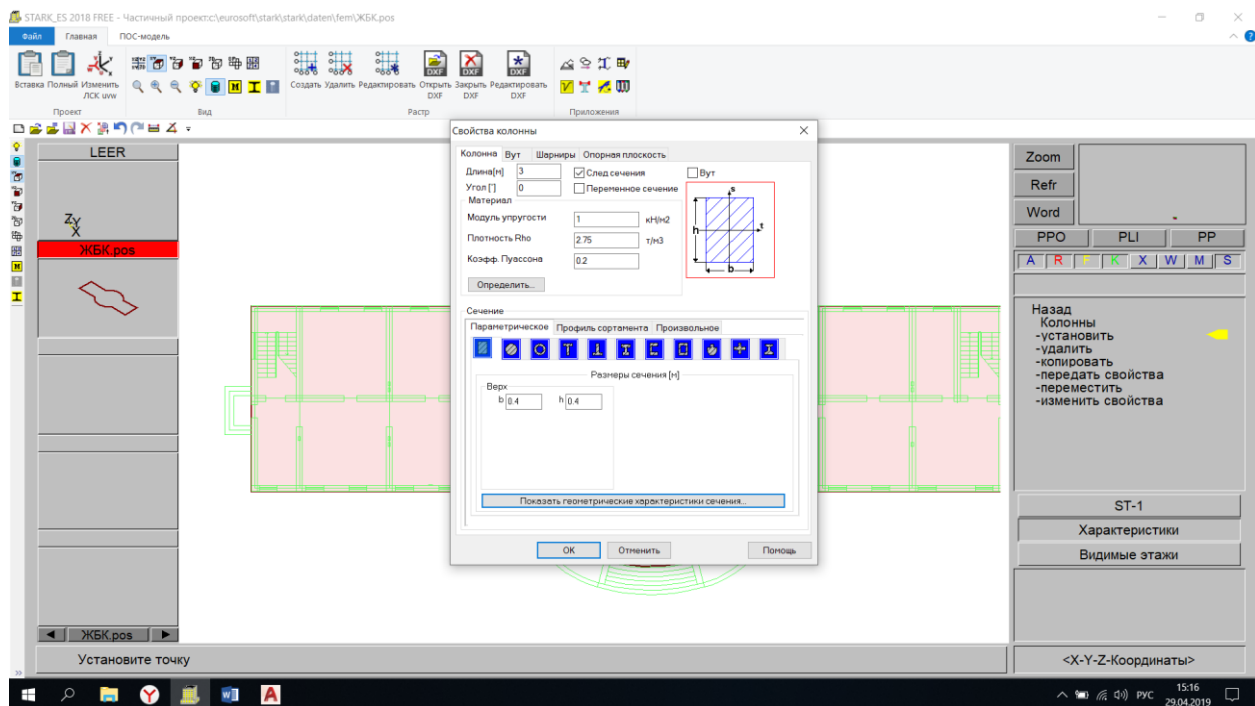 STARK_ES 2018 FREE - Частичный проект:c:\eurosoft\stark\stark\daten\fem\ЖБК.pos
Файл Главная ПОС-модель
Вставка Полный Изменить ЛСК uvw
Создать Удалить Редактировать Открыть DXF Закрыть DXF Редактировать DXF
Проект Вид Растр Приложения
LEER
Zy
X
ЖБК.pos
ЖБК.pos
Установите точку
Свойства колонны
Колонна Вут Шарниры Опорная плоскость
Длина[м] 3 След сечения Вут
Угол [°] 0 Переменное сечение
Материал
Модуль упругости 1 кН/м2
Плотность Rho 2.75 т/м3
Коэфф. Пуассона 0.2
Определить...
s
t
h
b
Сечение
Параметрическое Профиль сортамента Произвольное
Размеры сечения [м]
Верх
b 0.4 h 0.4
Показать геометрические характеристики сечения...
OK Отменить Помощь
Zoom
Refr
Word
PPO PLI PP
A R F K X W M S
Назад
Колонны
-установить
-удалить
-копировать
-передать свойства
-переместить
-изменить свойства
ST-1
Характеристики
Видимые этажи
<X-Y-Z-Координаты>
РУС 15:16
29.04.2019